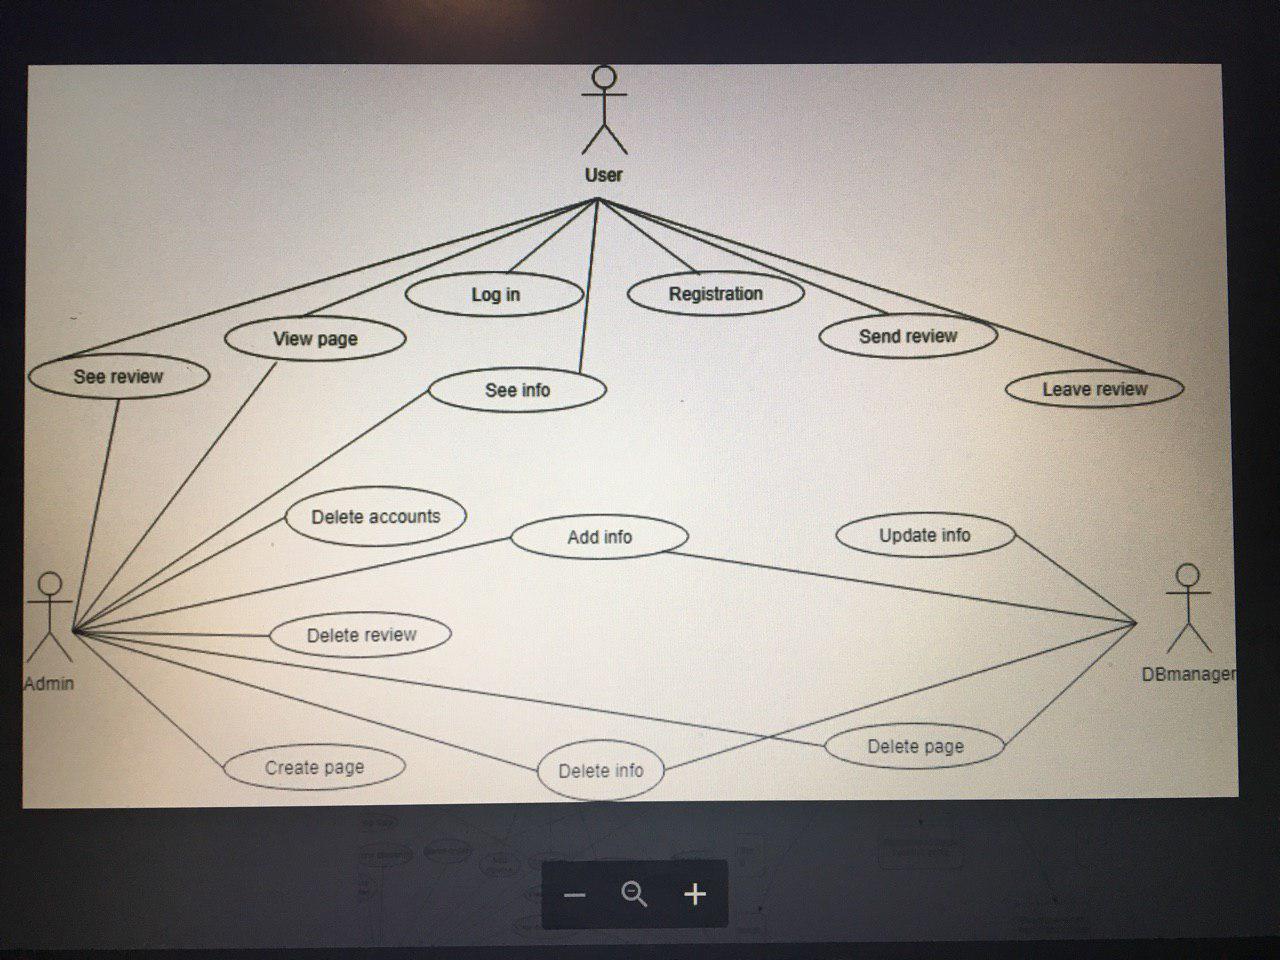 User
Log in
Registration
View page
Send review
See review
See info
Leave review
Delete accounts
Add info
Update info
Delete review
Admin
DBmanager
Create page
Delete info
Delete page